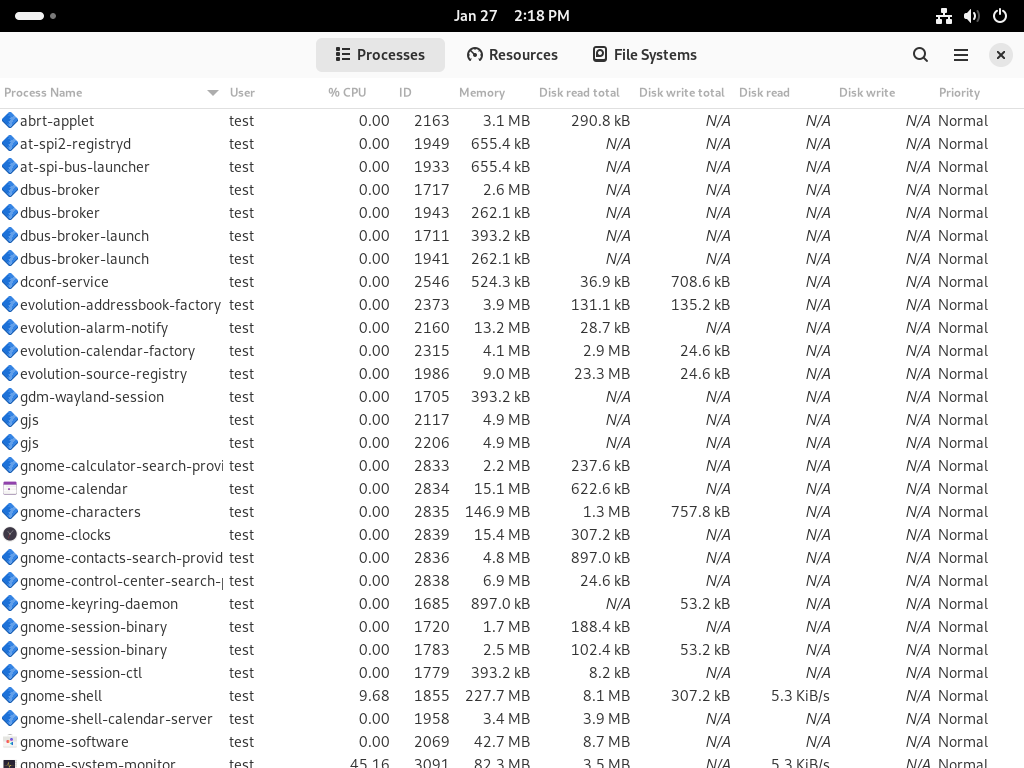 Jan 27 2:18 PM
Processes Resources File Systems
Process Name User % CPU ID Memory Disk read total Disk write total Disk read Disk write Priority
abrt-applet test 0.00 2163 3.1 MB 290.8 kB N/A N/A N/A Normal
at-spi2-registryd test 0.00 1949 655.4 kB N/A N/A N/A N/A Normal
at-spi-bus-launcher test 0.00 1933 655.4 kB N/A N/A N/A N/A Normal
dbus-broker test 0.00 1717 2.6 MB N/A N/A N/A N/A Normal
dbus-broker test 0.00 1943 262.1 kB N/A N/A N/A N/A Normal
dbus-broker-launch test 0.00 1711 393.2 kB N/A N/A N/A N/A Normal
dbus-broker-launch test 0.00 1941 262.1 kB N/A N/A N/A N/A Normal
dconf-service test 0.00 2546 524.3 kB 36.9 kB 708.6 kB N/A N/A Normal
evolution-addressbook-factory test 0.00 2373 3.9 MB 131.1 kB 135.2 kB N/A N/A Normal
evolution-alarm-notify test 0.00 2160 13.2 MB 28.7 kB N/A N/A N/A Normal
evolution-calendar-factory test 0.00 2315 4.1 MB 2.9 MB 24.6 kB N/A N/A Normal
evolution-source-registry test 0.00 1986 9.0 MB 23.3 MB 24.6 kB N/A N/A Normal
gdm-wayland-session test 0.00 1705 393.2 kB N/A N/A N/A N/A Normal
gjs test 0.00 2117 4.9 MB N/A N/A N/A N/A Normal
gjs test 0.00 2206 4.9 MB N/A N/A N/A N/A Normal
gnome-calculator-search-provi test 0.00 2833 2.2 MB 237.6 kB N/A N/A N/A Normal
gnome-calendar test 0.00 2834 15.1 MB 622.6 kB N/A N/A N/A Normal
gnome-characters test 0.00 2835 146.9 MB 1.3 MB 757.8 kB N/A N/A Normal
gnome-clocks test 0.00 2839 15.4 MB 307.2 kB N/A N/A N/A Normal
gnome-contacts-search-provid test 0.00 2836 4.8 MB 897.0 kB N/A N/A N/A Normal
gnome-control-center-search-p test 0.00 2838 6.9 MB 24.6 kB N/A N/A N/A Normal
gnome-keyring-daemon test 0.00 1685 897.0 kB N/A 53.2 kB N/A N/A Normal
gnome-session-binary test 0.00 1720 1.7 MB 188.4 kB N/A N/A N/A Normal
gnome-session-binary test 0.00 1783 2.5 MB 102.4 kB 53.2 kB N/A N/A Normal
gnome-session-ctl test 0.00 1779 393.2 kB 8.2 kB N/A N/A N/A Normal
gnome-shell test 9.68 1855 227.7 MB 8.1 MB 307.2 kB 5.3 KiB/s N/A Normal
gnome-shell-calendar-server test 0.00 1958 3.4 MB 3.9 MB N/A N/A N/A Normal
gnome-software test 0.00 2069 42.7 MB 8.7 MB N/A N/A N/A Normal
gnome-system-monitor test 45.16 3091 82.3 MB 3.5 MB N/A 5.3 KiB/s N/A Normal